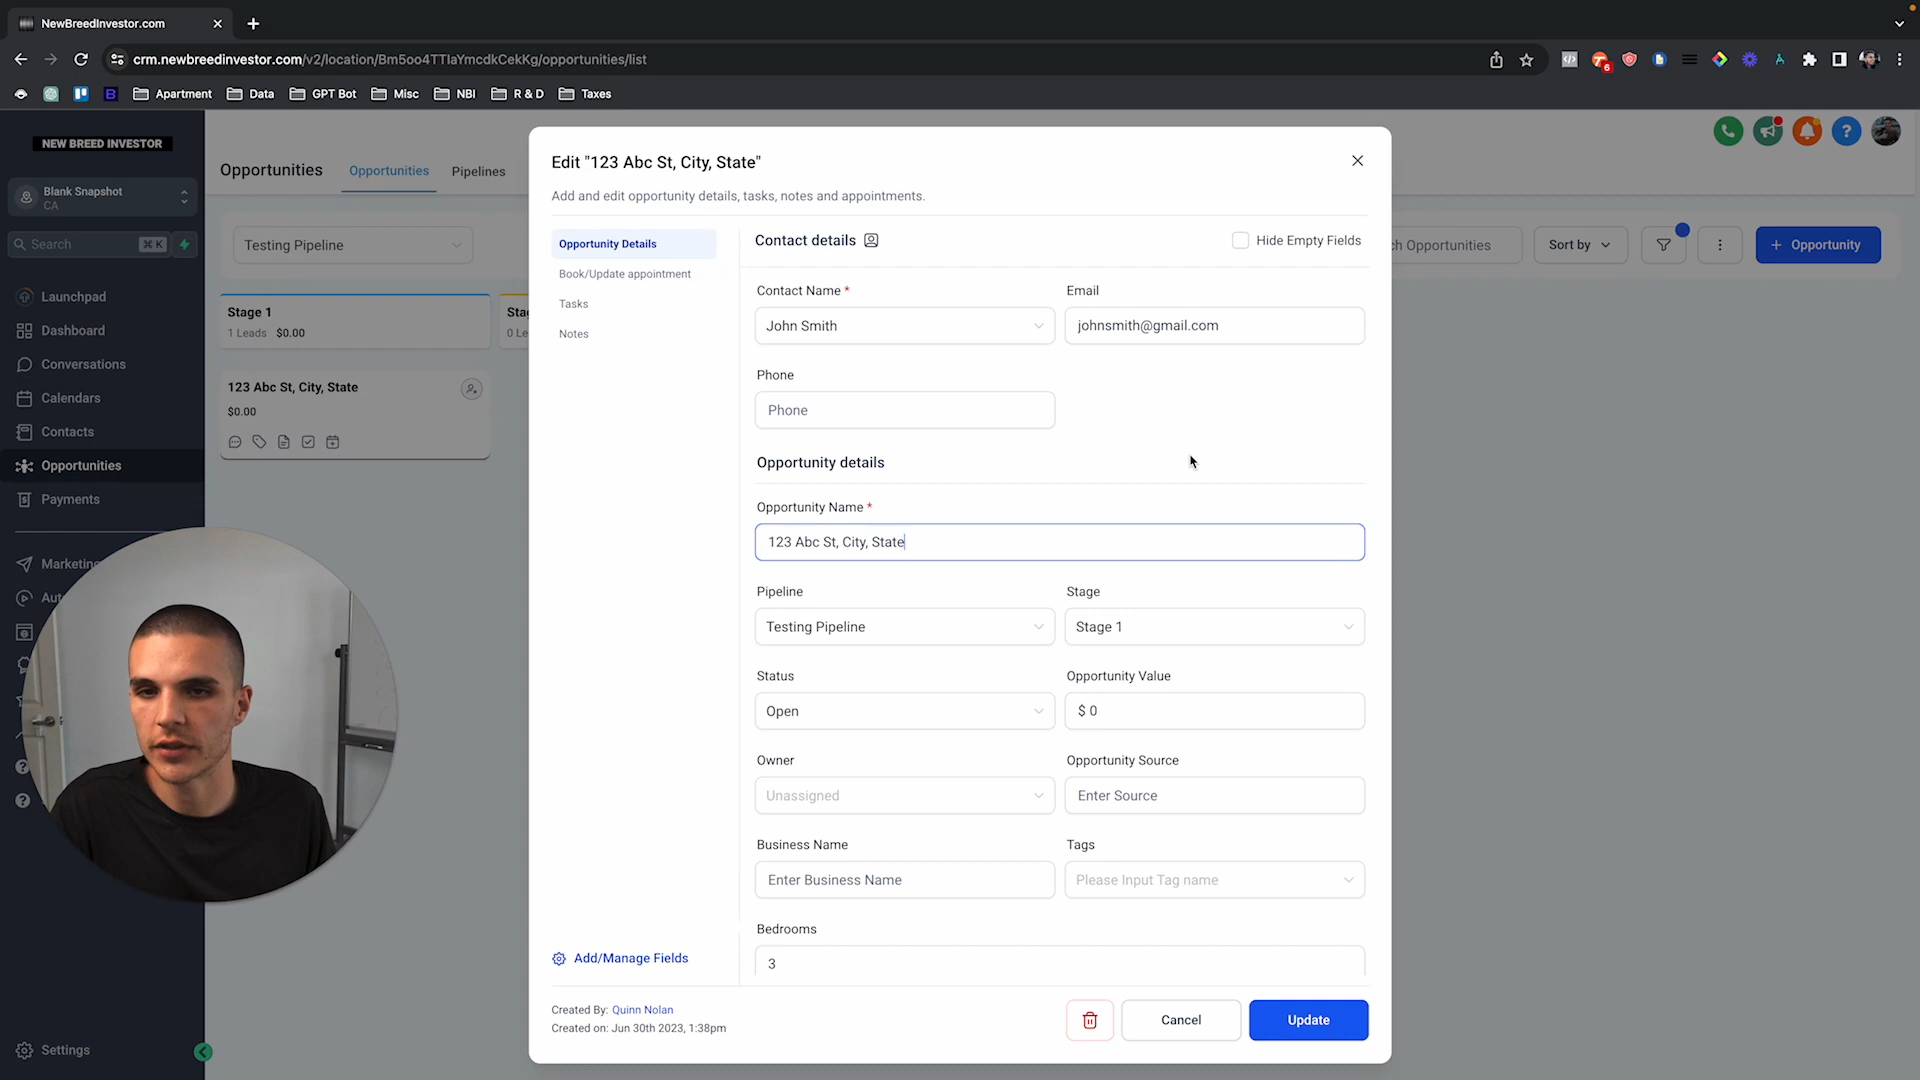 NewBreedInvestor.com
crm.newbreedinvestor.com/v2/location/Bm5oo4TTIaYmcdkCekKg/opportunities/list
6
B
Apartment
Data
GPT Bot
Misc
NBI
R & D
Taxes
NEW BREED INVESTOR
Blank Snapshot
CA
Search
⌘ K
Launchpad
Dashboard
Conversations
Calendars
Contacts
Opportunities
Payments
Marketing
Settings
Opportunities
Opportunities
Pipelines
Testing Pipeline
Stage 1
1 Leads $0.00
0 Le
123 Abc St, City, State
$0.00
ch Opportunities
Sort by
+ Opportunity
Edit "123 Abc St, City, State"
Add and edit opportunity details, tasks, notes and appointments.
Opportunity Details
Book/Update appointment
Tasks
Notes
Add/Manage Fields
Contact details
Hide Empty Fields
Contact Name *
Email
John Smith
johnsmith@gmail.com
Phone
Phone
Opportunity details
Opportunity Name *
123 Abc St, City, State
Pipeline
Stage
Testing Pipeline
Stage 1
Status
Opportunity Value
Open
$ 0
Owner
Opportunity Source
Unassigned
Enter Source
Business Name
Tags
Enter Business Name
Please Input Tag name
Bedrooms
3
Created By: Quinn Nolan
Created on: Jun 30th 2023, 1:38pm
Cancel
Update